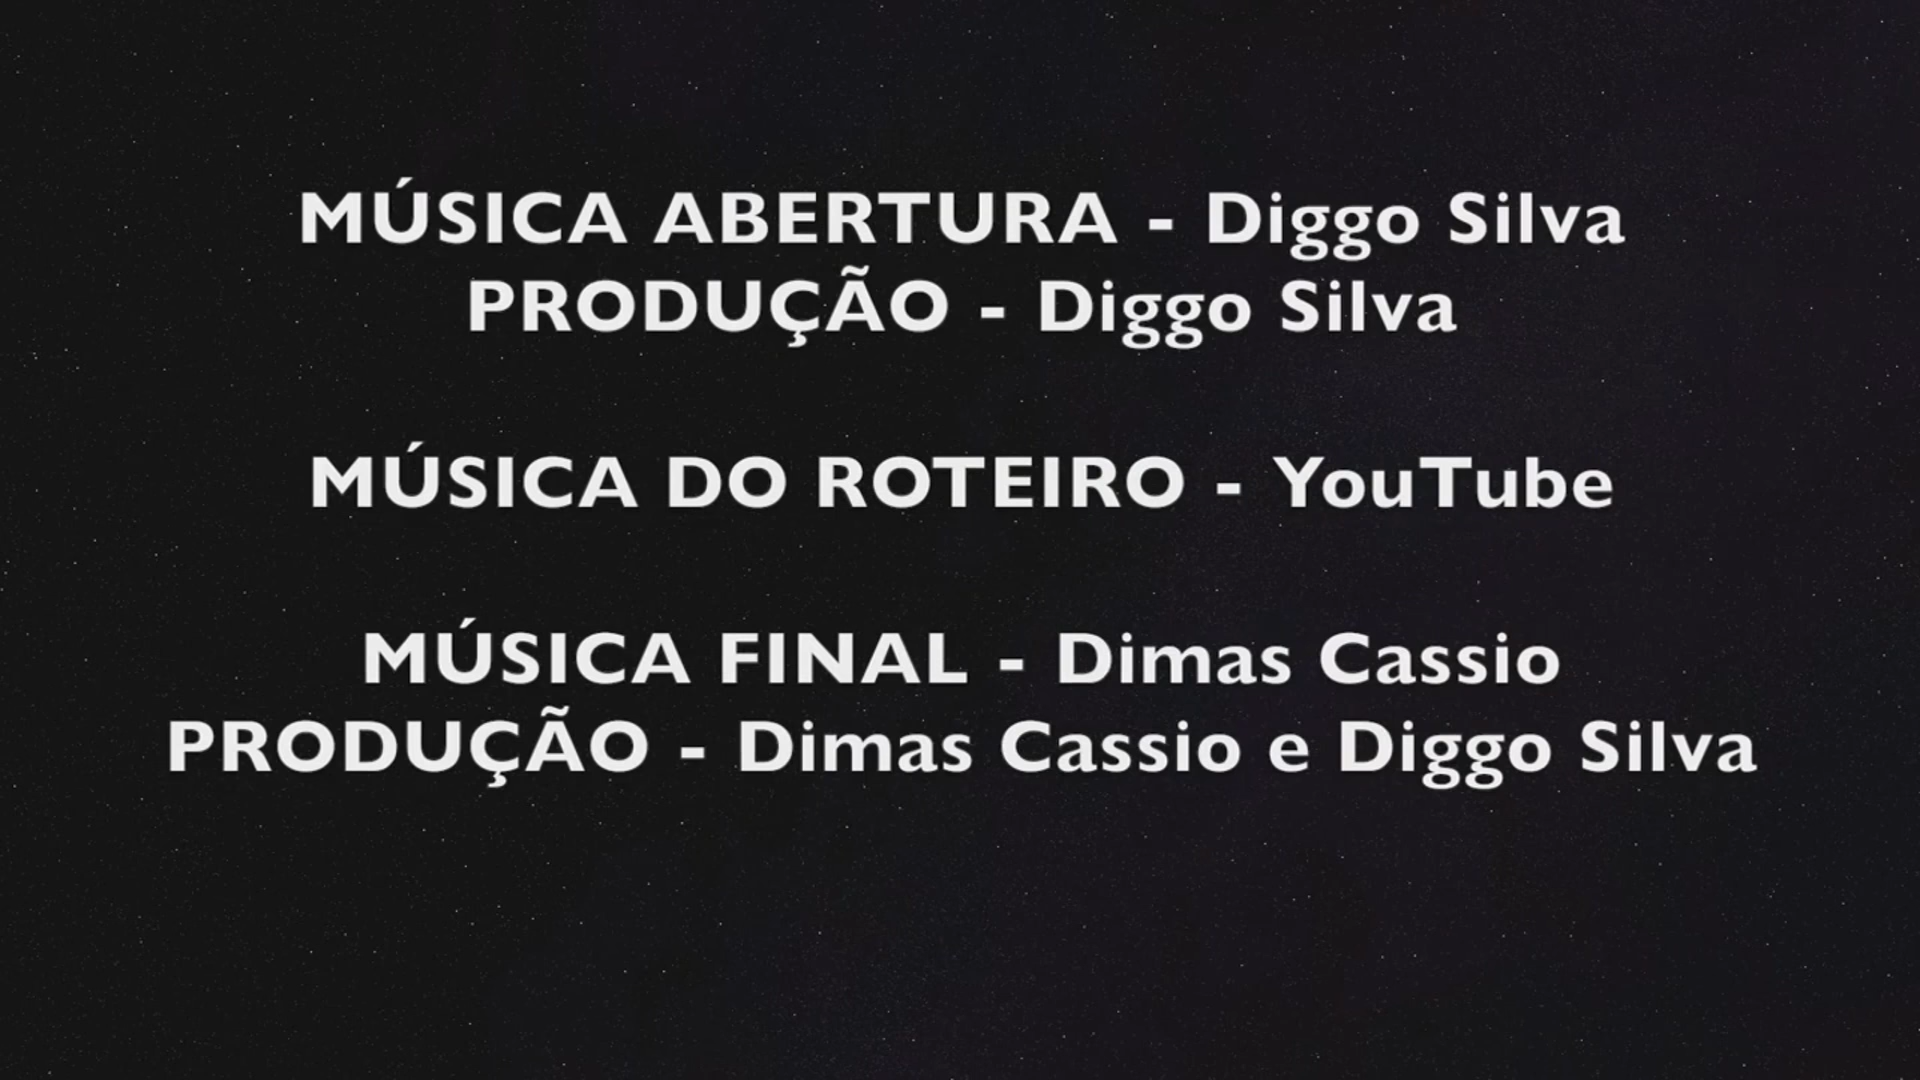 MÚSICA ABERTURA - Diggo Silva
PRODUÇÃO - Diggo Silva
MÚSICA DO ROTEIRO - YouTube
MÚSICA FINAL - Dimas Cassio
PRODUÇÃO - Dimas Cassio e Diggo Silva